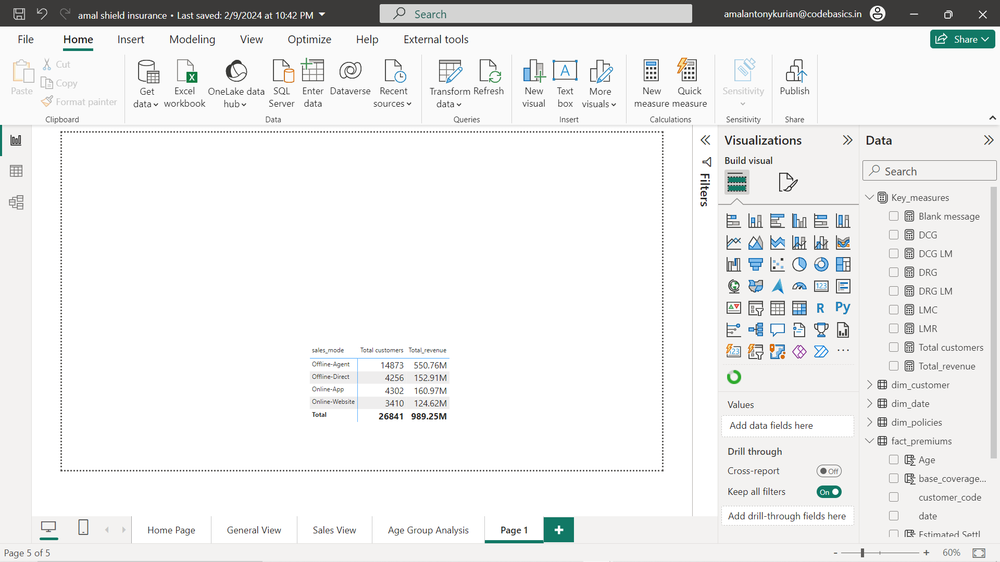 amal shield insurance • Last saved: 2/9/2024 at 10:42 PM
Search
amalantonykurian@codebasics.in
File
Home
Insert
Modeling
View
Optimize
Help
External tools
Share
Paste
Cut
Copy
Format painter
Clipboard
Get data
Excel workbook
OneLake data hub
SQL Server
Enter data
Dataverse
Recent sources
Data
Transform data
Refresh
Queries
New visual
Text box
More visuals
Insert
New measure
Quick measure
Calculations
Sensitivity
Sensitivity
Publish
Share
sales_mode Total customers Total_revenue
Offline-Agent 14873 550.76M
Offline-Direct 4256 152.91M
Online-App 4302 160.97M
Online-Website 3410 124.62M
Total 26841 989.25M
Filters
Visualizations
Build visual
123
R
Py
123
Values
Add data fields here
Drill through
Cross-report Off
Keep all filters On
Add drill-through fields here
Data
Search
Key_measures
Blank message
DCG
DCG LM
DRG
DRG LM
LMC
LMR
Total customers
Total_revenue
dim_customer
dim_date
dim_policies
fact_premiums
Age
base_coverage...
customer_code
date
Estimated Settl
Home Page
General View
Sales View
Age Group Analysis
Page 1
Page 5 of 5
- + 60%